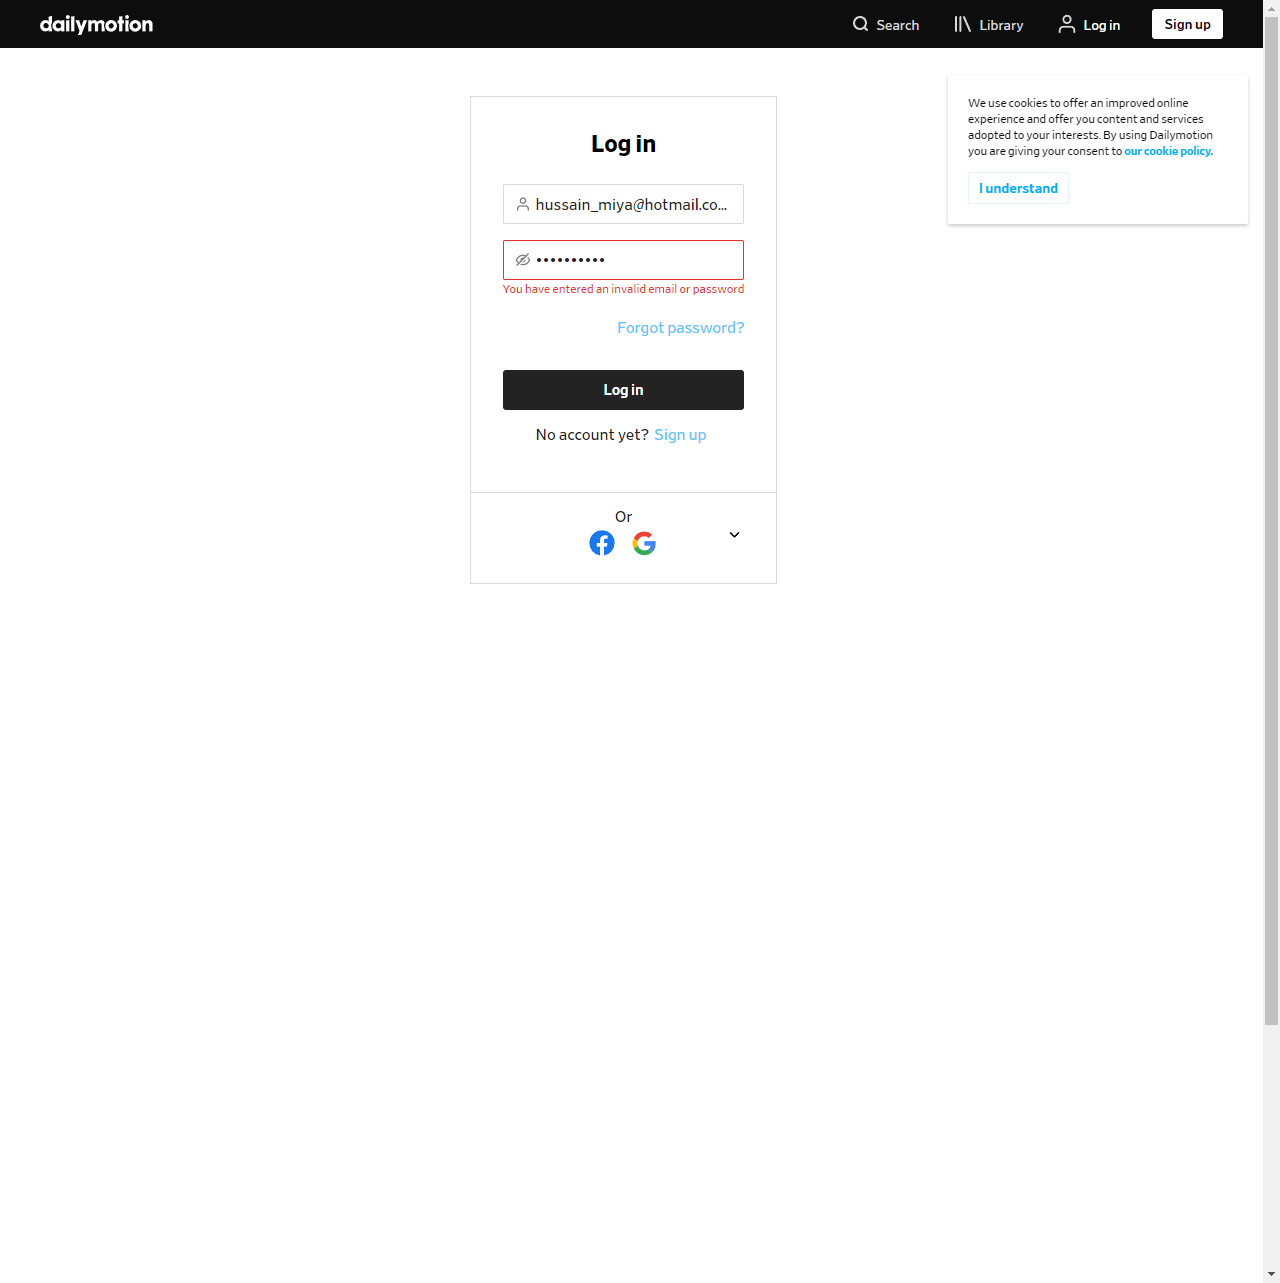 dailymotion
Search
Library
Log in
Sign up
We use cookies to offer an improved online
experience and offer you content and services
adopted to your interests. By using Dailymotion
you are giving your consent to our cookie policy.
I understand
Log in
hussain_miya@hotmail.co...
••••••••••
You have entered an invalid email or password
Forgot password?
Log in
No account yet? Sign up
Or